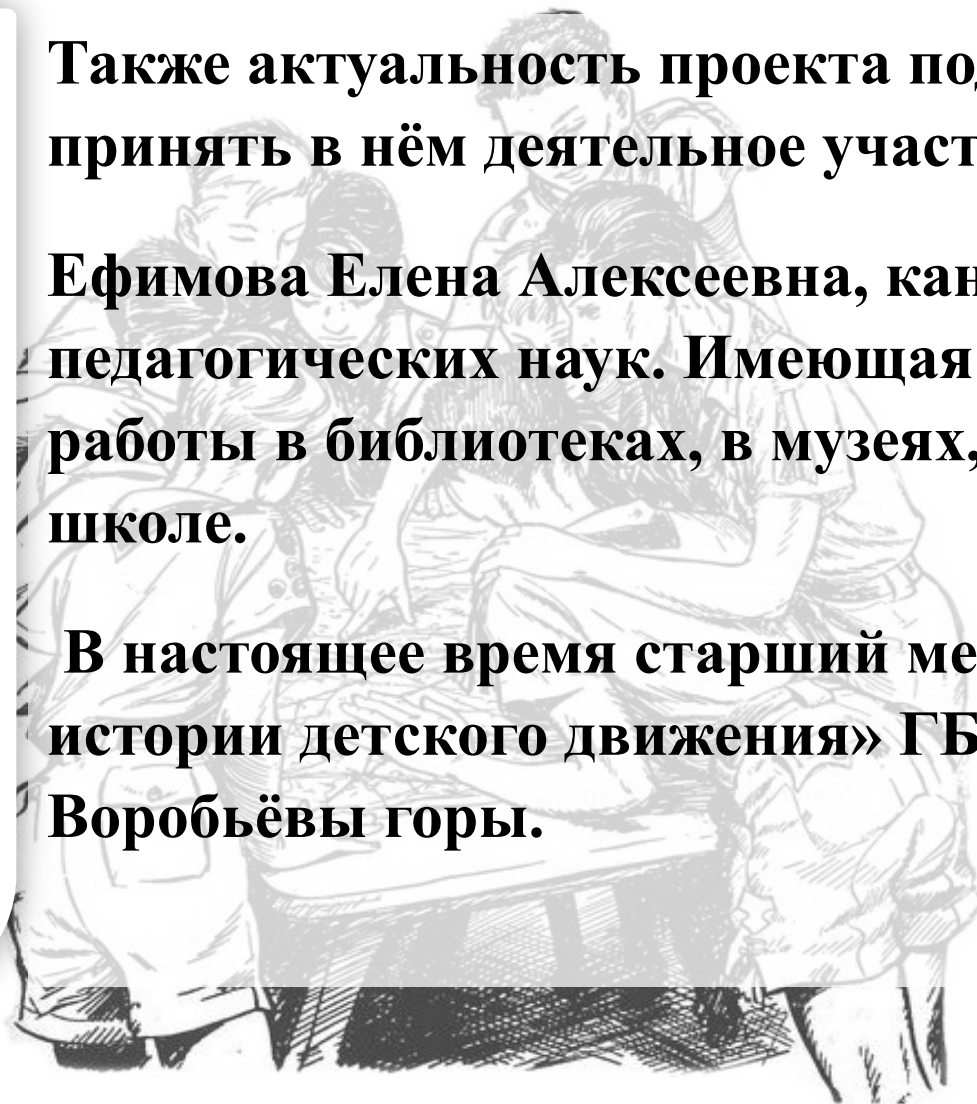 Также актуальность проекта по
принять в нём деятельное участ
Ефимова Елена Алексеевна, кан
педагогических наук. Имеющая
работы в библиотеках, в музеях,
школе.
В настоящее время старший ме
истории детского движения» ГБ
Воробьёвы горы.